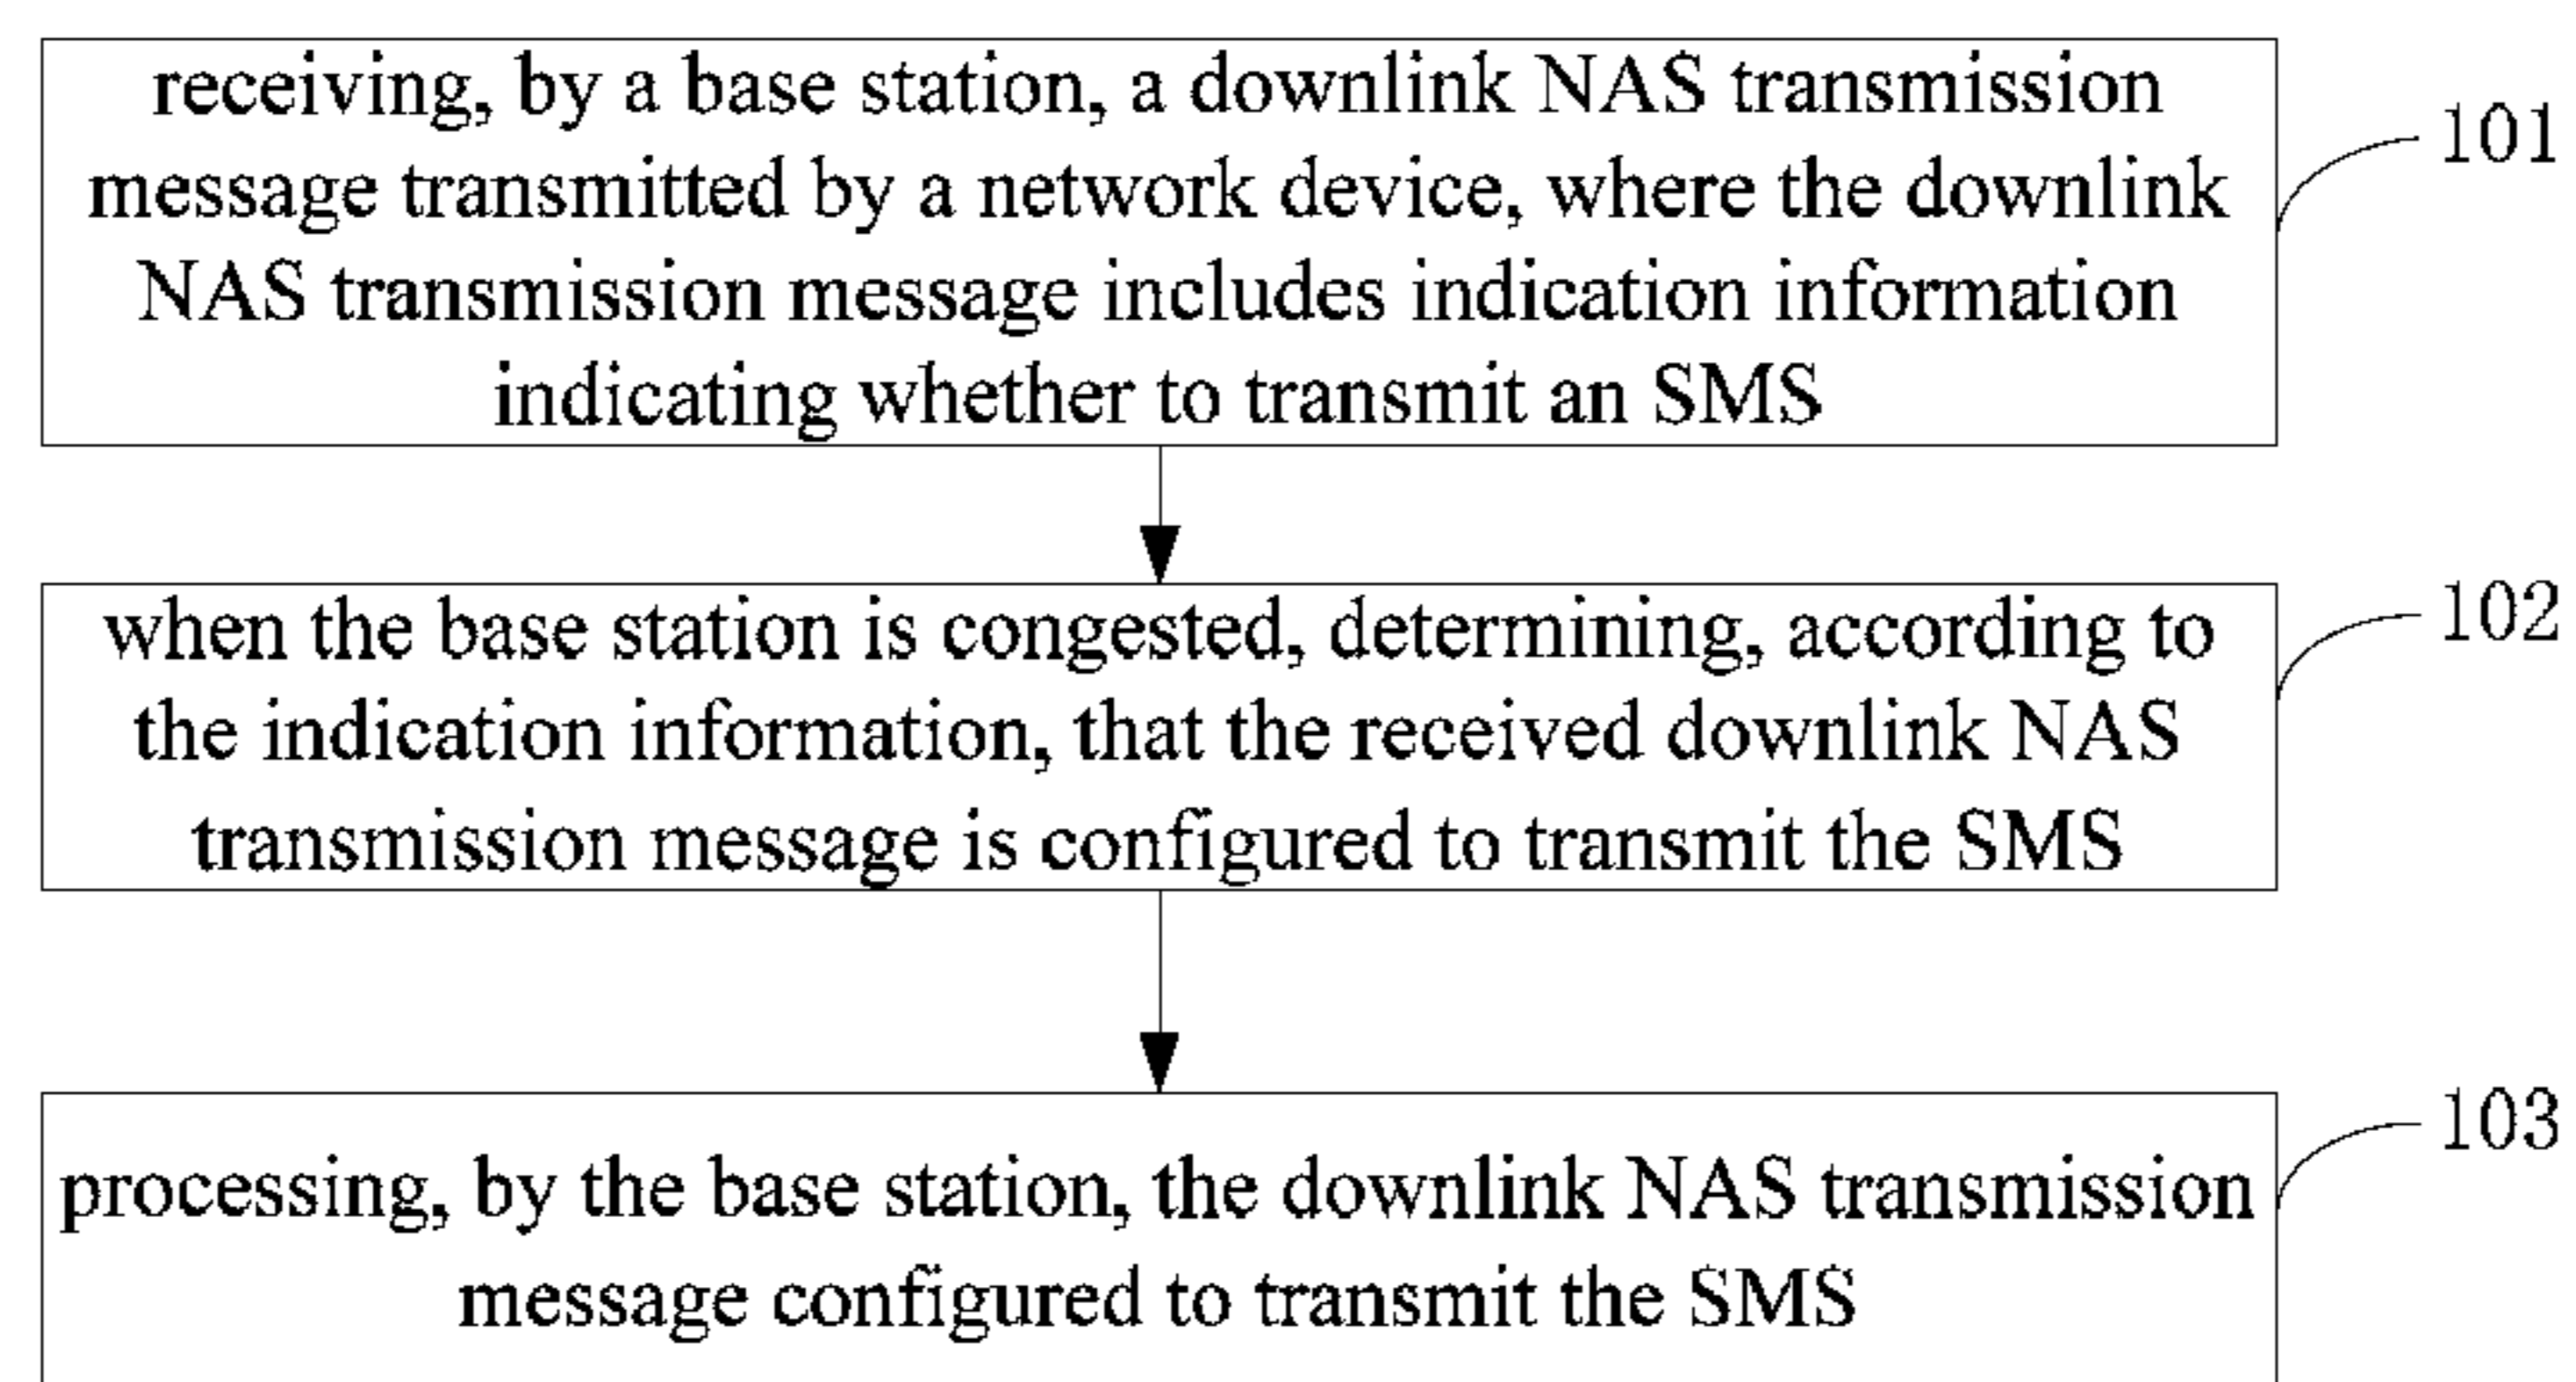 receiving, by a base station, a downlink NAS transmission
message transmitted by a network device, where the downlink
NAS transmission message includes indication information
indicating whether to transmit an SMS
101
when the base station is congested, determining, according to
the indication information, that the received downlink NAS
transmission message is configured to transmit the SMS
102
processing, by the base station, the downlink NAS transmission
message configured to transmit the SMS
103